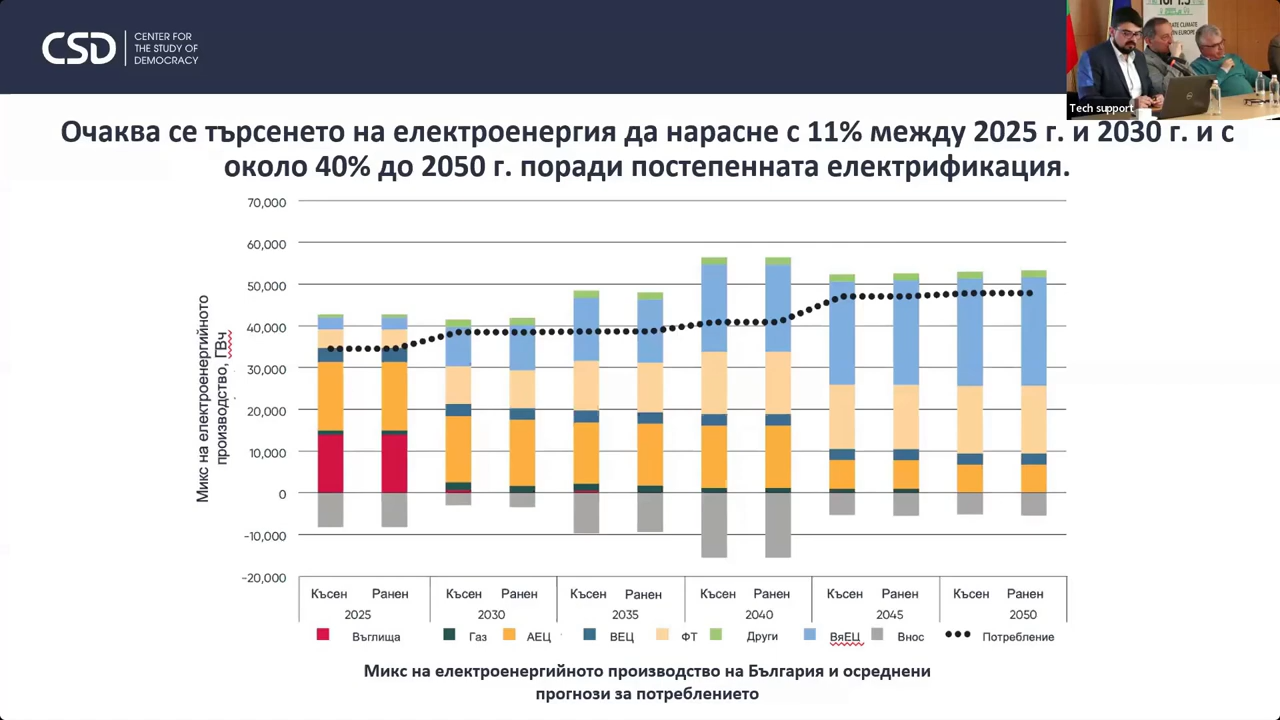 CSD
CENTER FOR
THE STUDY OF
DEMOCRACY
Tech support
Очаква се търсенето на електроенергия да нарасне с 11% между 2025 г. и 2030 г. и с
около 40% до 2050 г. поради постепенната електрификация.
Микс на електроенергийното
производство, ГВч
70,000
60,000
50,000
40,000
30,000
20,000
10,000
0
-10,000
-20,000
Късен Ранен Късен Ранен Късен Ранен Късен Ранен Късен Ранен Късен Ранен
2025 2030 2035 2040 2045 2050
Въглища Газ АЕЦ ВЕЦ ФТ Други ВяЕЦ Внос Потребление
Микс на електроенергийното производство на България и осреднени
прогнози за потреблението